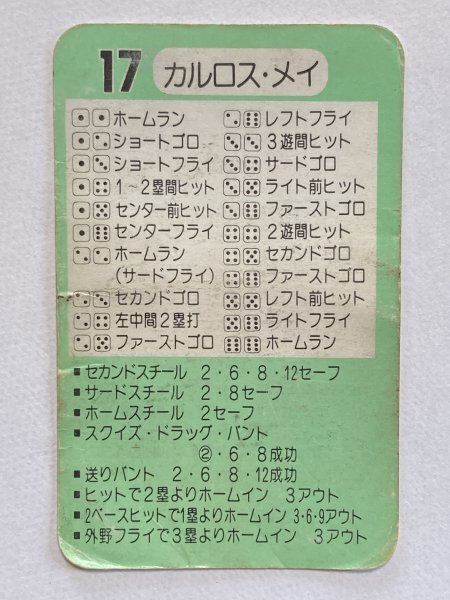 17 カルロス・メイ
⚀⚀ホームラン
⚀⚁ショートゴロ
⚀⚂ショートフライ
⚀⚃1～2塁間ヒット
⚀⚄センター前ヒット
⚀⚅センターフライ
⚁⚁ホームラン
(サードフライ)
⚁⚂セカンドゴロ
⚁⚃左中間2塁打
⚁⚄ファーストゴロ
⚁⚅レフトフライ
⚂⚂3遊間ヒット
⚂⚃サードゴロ
⚂⚄ライト前ヒット
⚂⚅ファーストゴロ
⚃⚃2遊間ヒット
⚃⚄セカンドゴロ
⚃⚅ファーストゴロ
⚄⚄レフト前ヒット
⚄⚅ライトフライ
⚅⚅ホームラン
■セカンドスチール 2・6・8・12セーフ
■サードスチール 2・8セーフ
■ホームスチール 2セーフ
■スクイズ・ドラッグ・バント
②・6・8成功
■送りバント 2・6・8・12成功
■ヒットで2塁よりホームイン 3アウト
■2ベースヒットで1塁よりホームイン 3・6・9アウト
■外野フライで3塁よりホームイン 3アウト